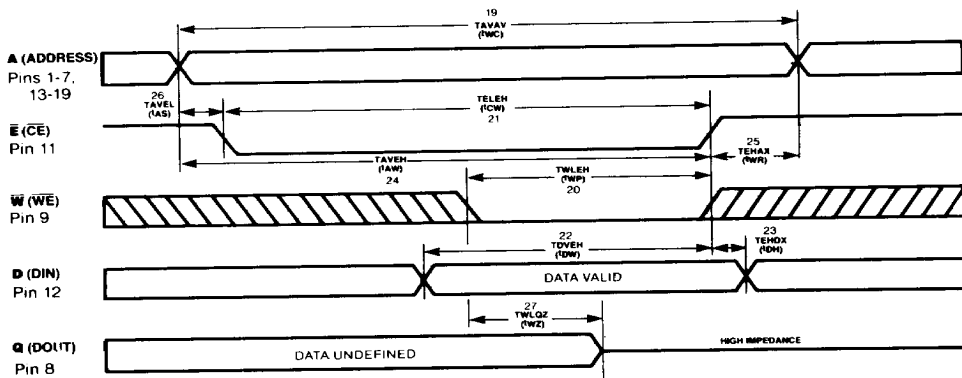 19
TAVAV
(tWC)
A (ADDRESS)
Pins 1-7,
13-19
26
TAVEL
(tAS)
TELEH
(tCW)
21
E (CE)
Pin 11
TAVEH
(tAW)
24
TWLEH
(tWP)
20
25
TEHAX
(tWR)
W (WE)
Pin 9
22
TDVEH
(tDW)
23
TEHDX
(tDH)
D (DIN)
Pin 12
DATA VALID
27
TWLQZ
(tWZ)
Q (DOUT)
Pin 8
DATA UNDEFINED
HIGH IMPEDANCE